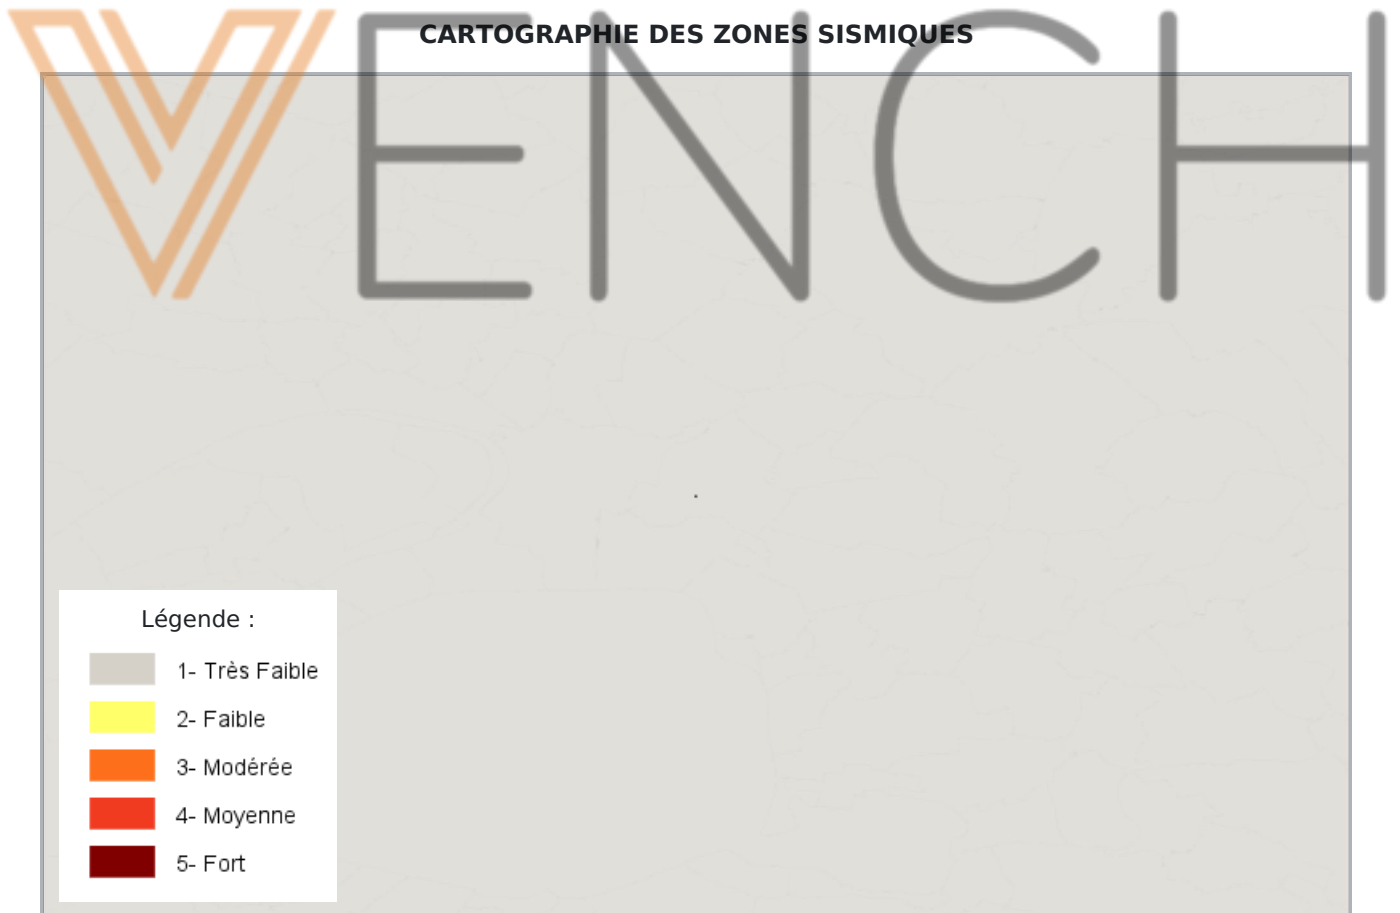 VENCH
CARTOGRAPHIE DES ZONES SISMIQUES
Légende :
1- Très Faible
2- Faible
3- Modérée
4- Moyenne
5- Fort